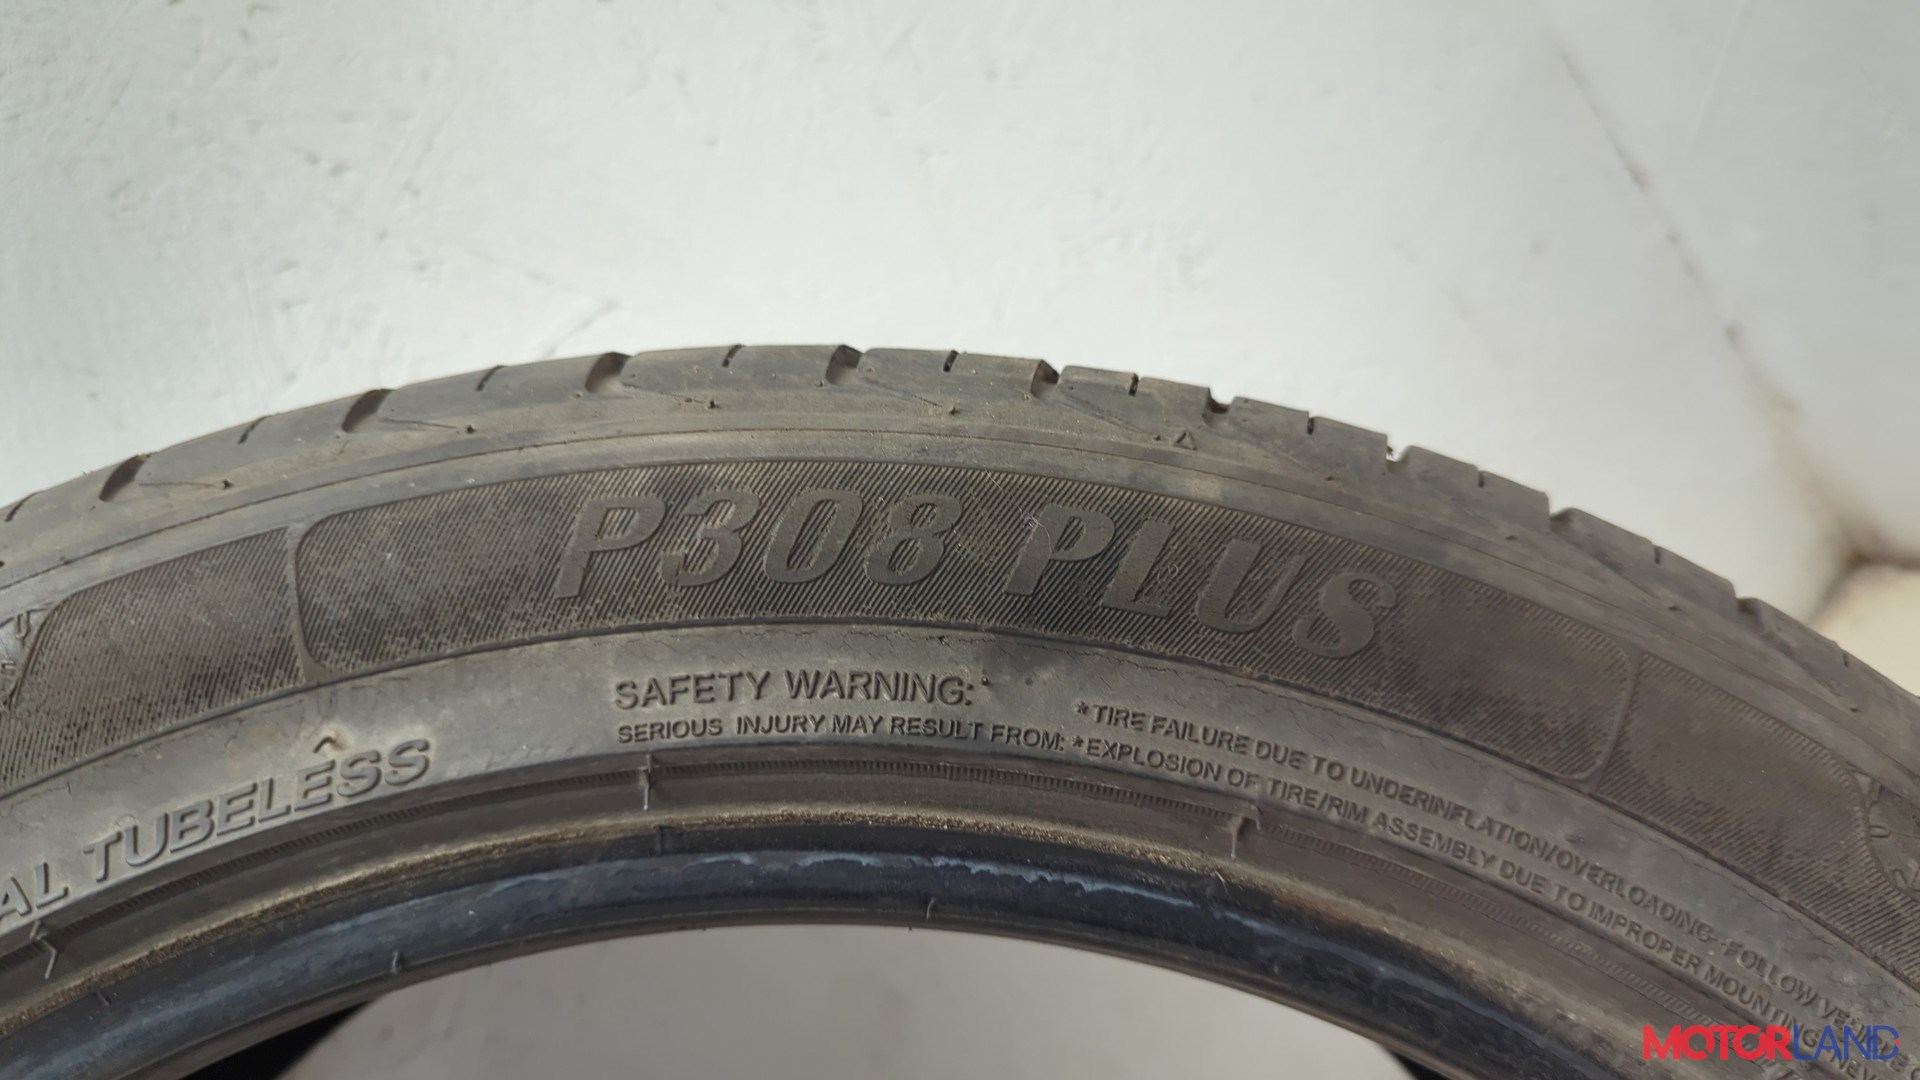 P308 PLUS
SAFETY WARNING:
SERIOUS INJURY MAY RESULT FROM:
*TIRE FAILURE DUE TO UNDERINFLATION/OVERLOADING-FOLLOW
*EXPLOSION OF TIRE/RIM ASSEMBLY DUE TO IMPROPER MOUNTING-
AL TUBELESS
MOTORLAND